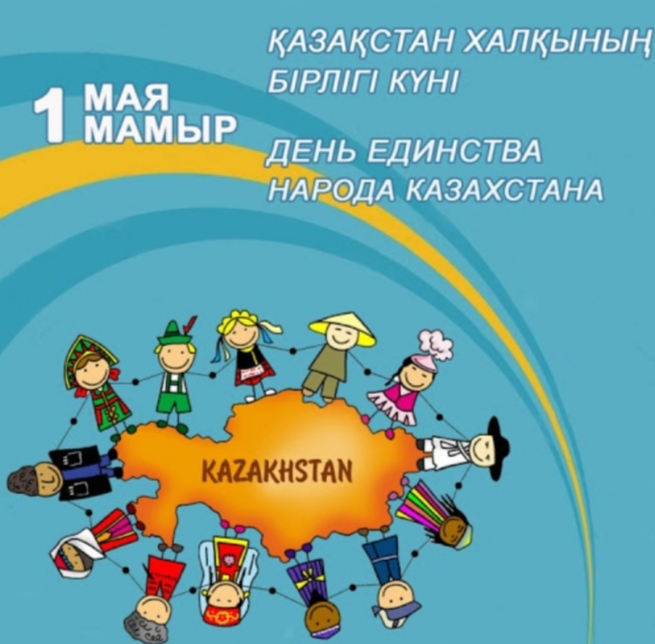 ҚАЗАҚСТАН ХАЛҚЫНЫҢ
БІРЛІГІ КҮНІ
1 МАЯ
МАМЫР
ДЕНЬ ЕДИНСТВА
НАРОДА КАЗАХСТАНА
KAZAKHSTAN